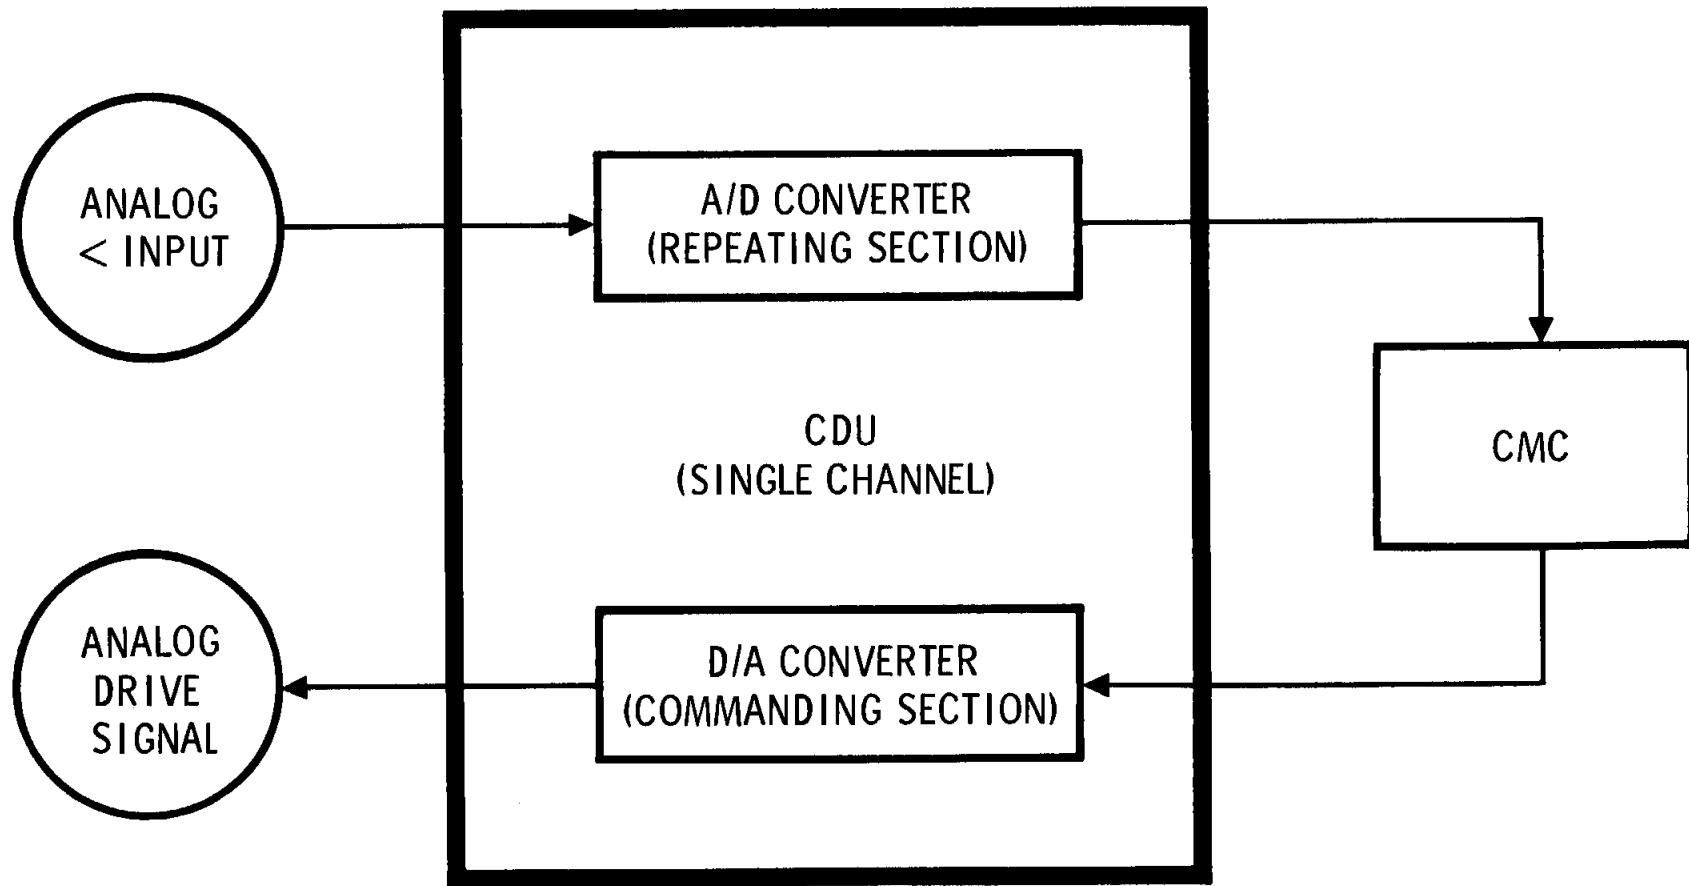 ANALOG
< INPUT
A/D CONVERTER
(REPEATING SECTION)
CDU
(SINGLE CHANNEL)
CMC
ANALOG
DRIVE
SIGNAL
D/A CONVERTER
(COMMANDING SECTION)